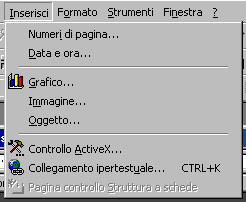 Inserisci Formato Strumenti Finestra ?
Numeri di pagina...
Data e ora...
Grafico...
Immagine...
Oggetto...
Controllo ActiveX...
Collegamento ipertestuale... CTRL+K
Pagina controllo Struttura a schede